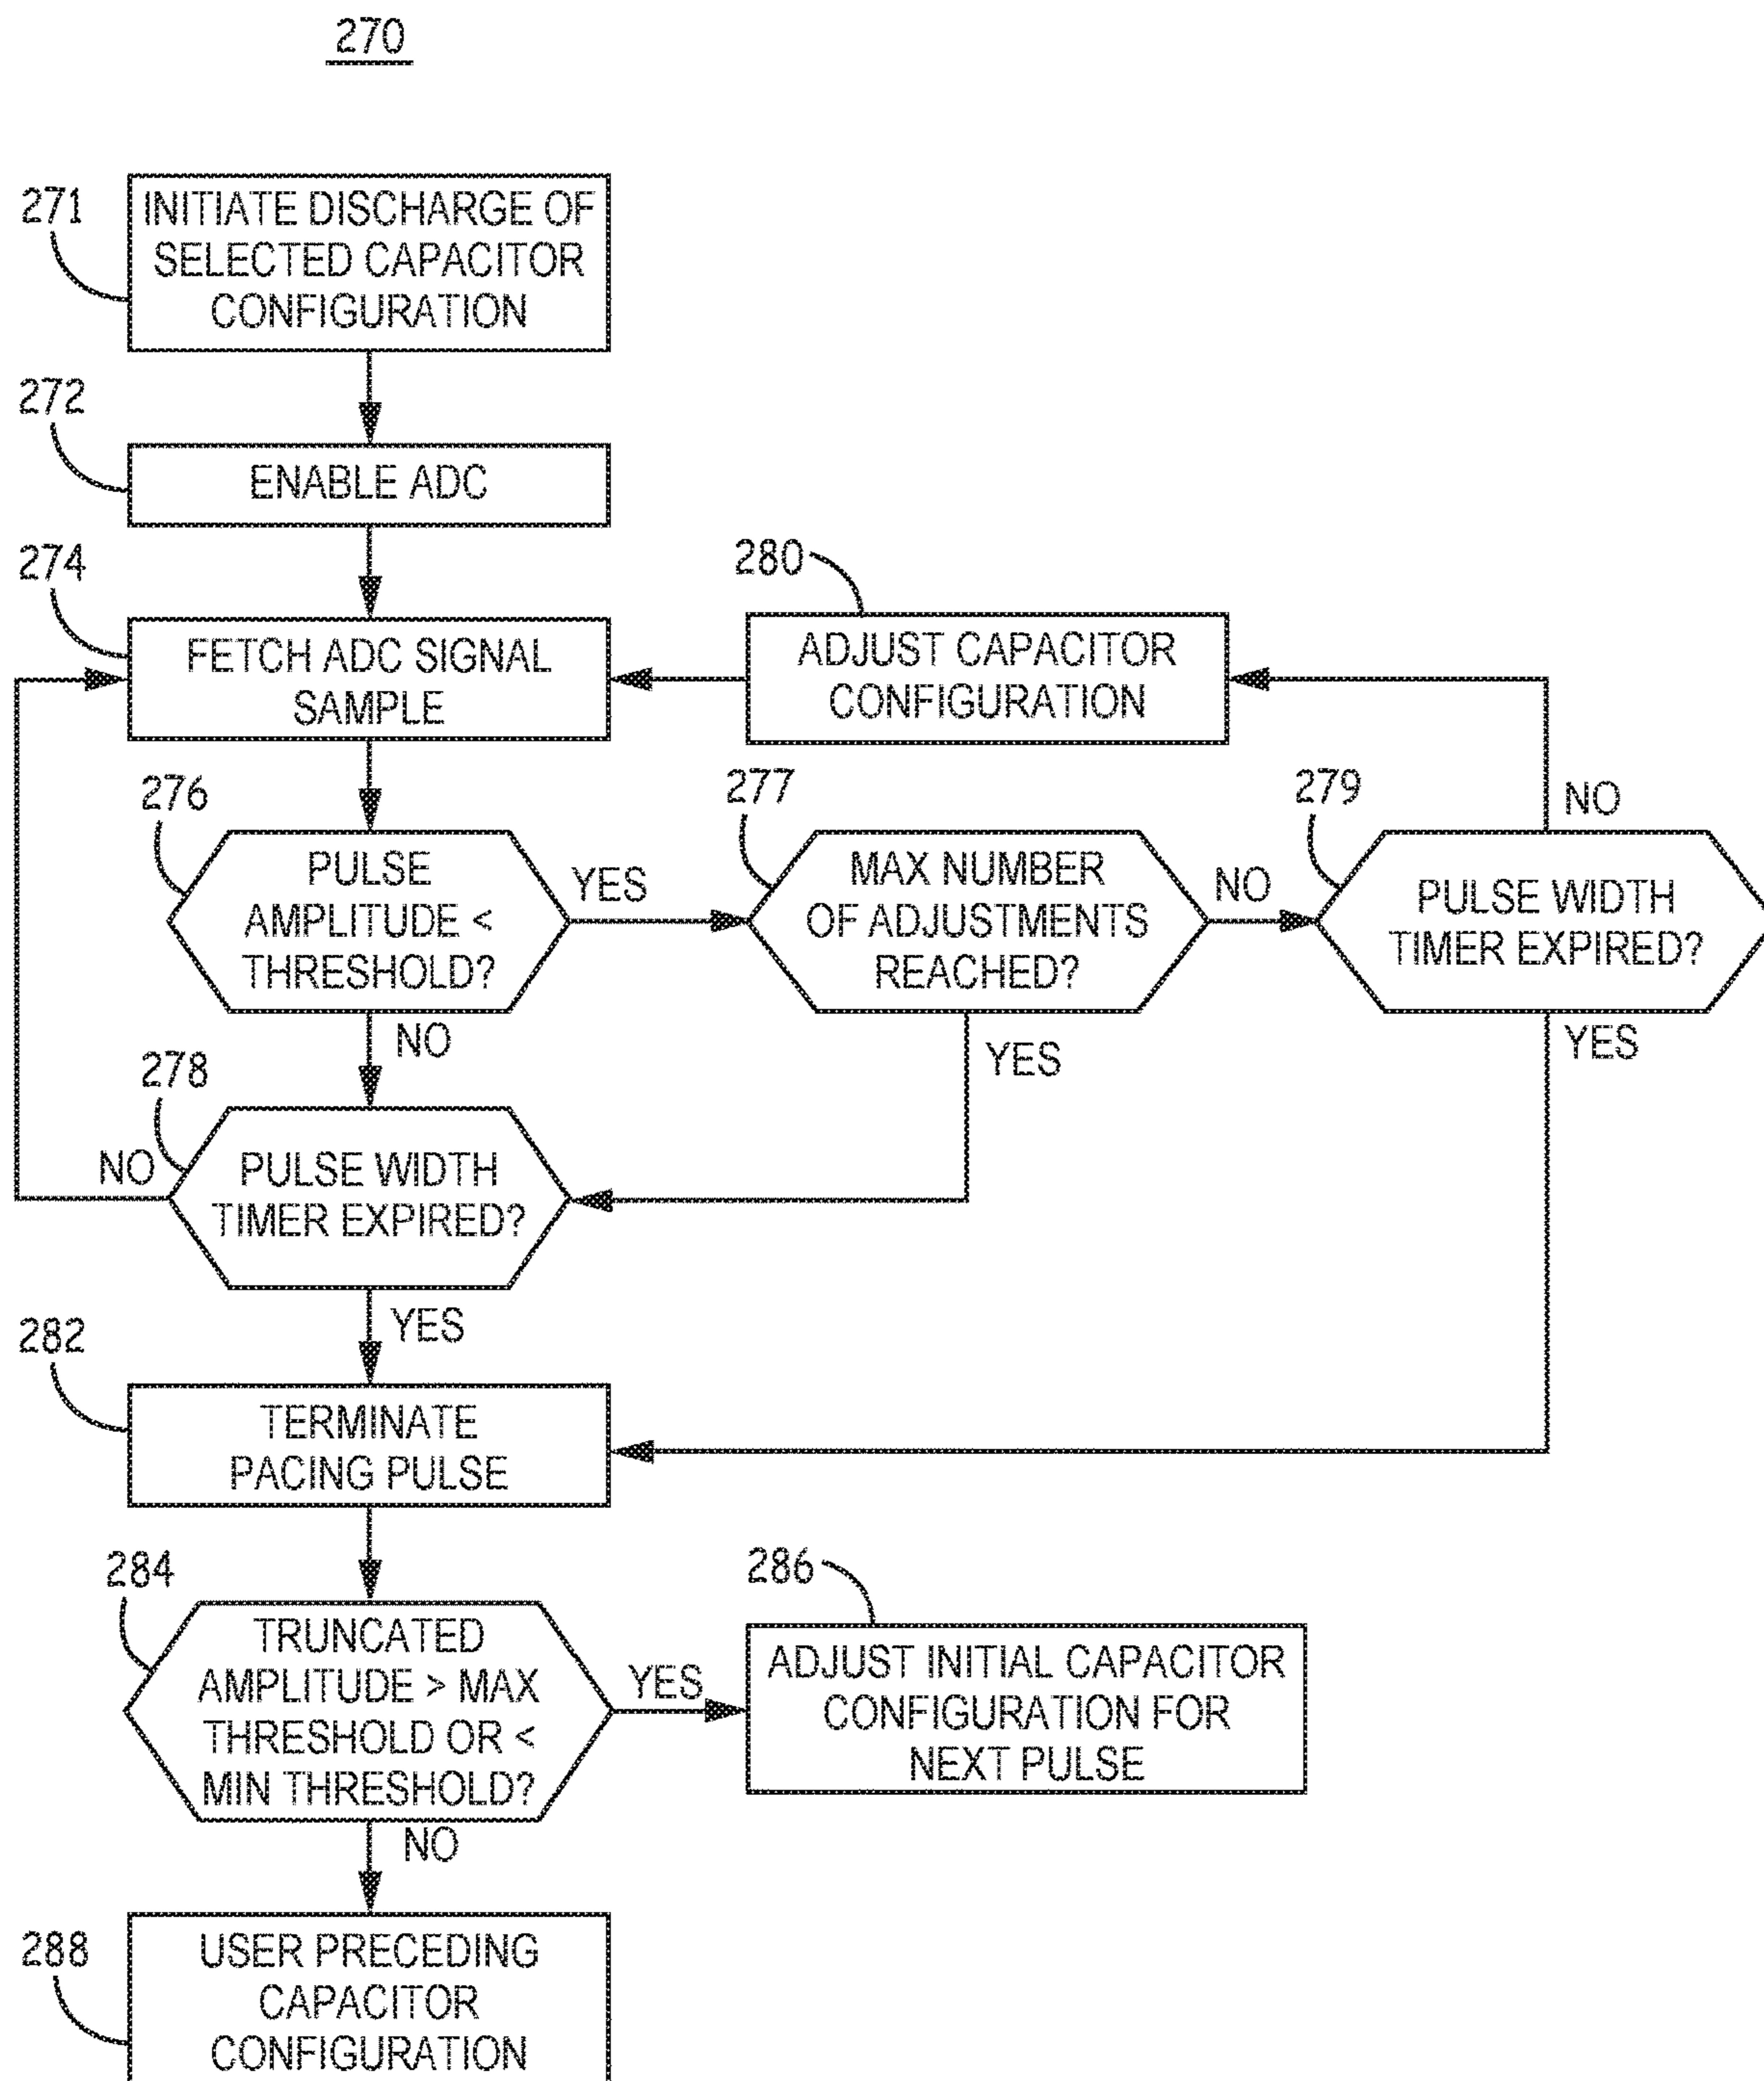 270
271
INITIATE DISCHARGE OF
SELECTED CAPACITOR
CONFIGURATION
272
ENABLE ADC
274
FETCH ADC SIGNAL
SAMPLE
280
ADJUST CAPACITOR
CONFIGURATION
276
PULSE
AMPLITUDE <
THRESHOLD?
YES
NO
277
MAX NUMBER
OF ADJUSTMENTS
REACHED?
NO
YES
279
PULSE WIDTH
TIMER EXPIRED?
NO
YES
278
PULSE WIDTH
TIMER EXPIRED?
NO
YES
282
TERMINATE
PACING PULSE
284
TRUNCATED
AMPLITUDE > MAX
THRESHOLD OR <
MIN THRESHOLD?
YES
NO
286
ADJUST INITIAL CAPACITOR
CONFIGURATION FOR
NEXT PULSE
288
USER PRECEDING
CAPACITOR
CONFIGURATION